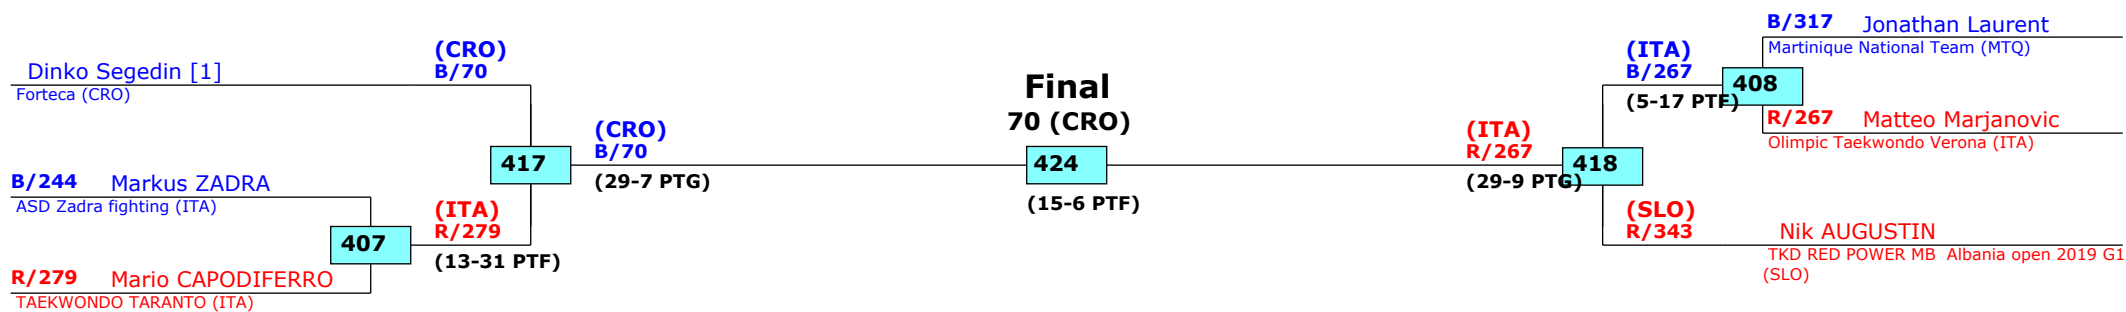 (CRO)
B/70
Dinko Segedin [1]
Forteca (CRO)
B/244 Markus ZADRA
ASD Zadra fighting (ITA)
407
R/279 Mario CAPODIFERRO
TAEKWONDO TARANTO (ITA)
(ITA)
R/279
(13-31 PTF)
417
(CRO)
B/70
(29-7 PTG)
Final
70 (CRO)
424
(15-6 PTF)
(ITA)
R/267
(29-9 PTG)
418
(ITA)
B/267
(5-17 PTF)
408
B/317 Jonathan Laurent
Martinique National Team (MTQ)
R/267 Matteo Marjanovic
Olimpic Taekwondo Verona (ITA)
(SLO)
R/343
Nik AUGUSTIN
TKD RED POWER MB Albania open 2019 G1
(SLO)